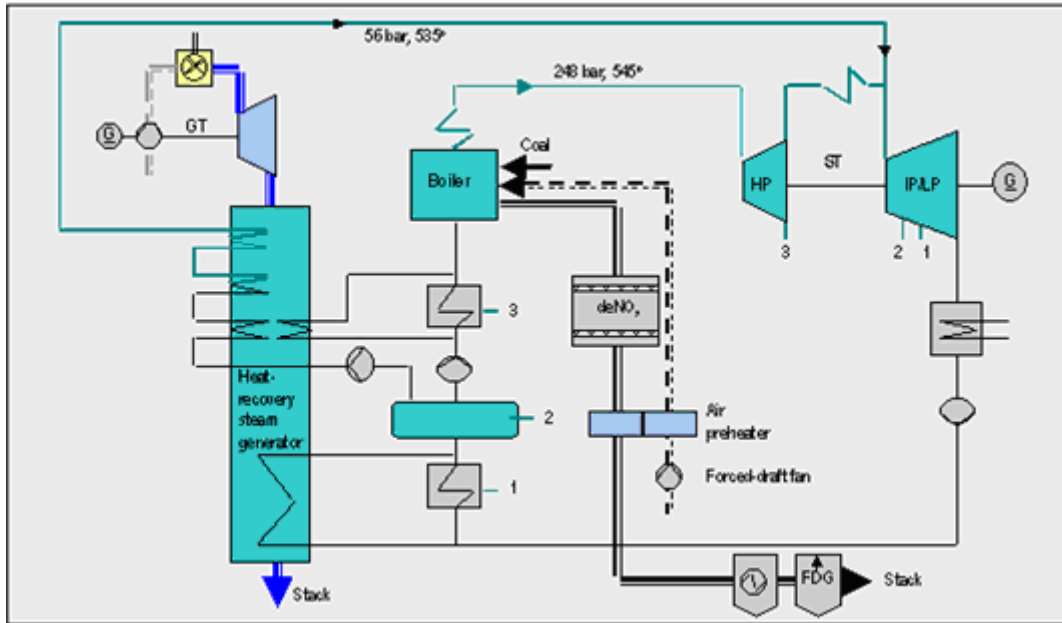 56 bar, 535°
248 bar, 545°
G
GT
Coal
Boiler
HP
ST
IP/LP
G
3
2
1
3
deNOx
Heat-
recovery
steam
generator
2
Air
preheater
1
Forced-draft fan
Stack
FDG
Stack